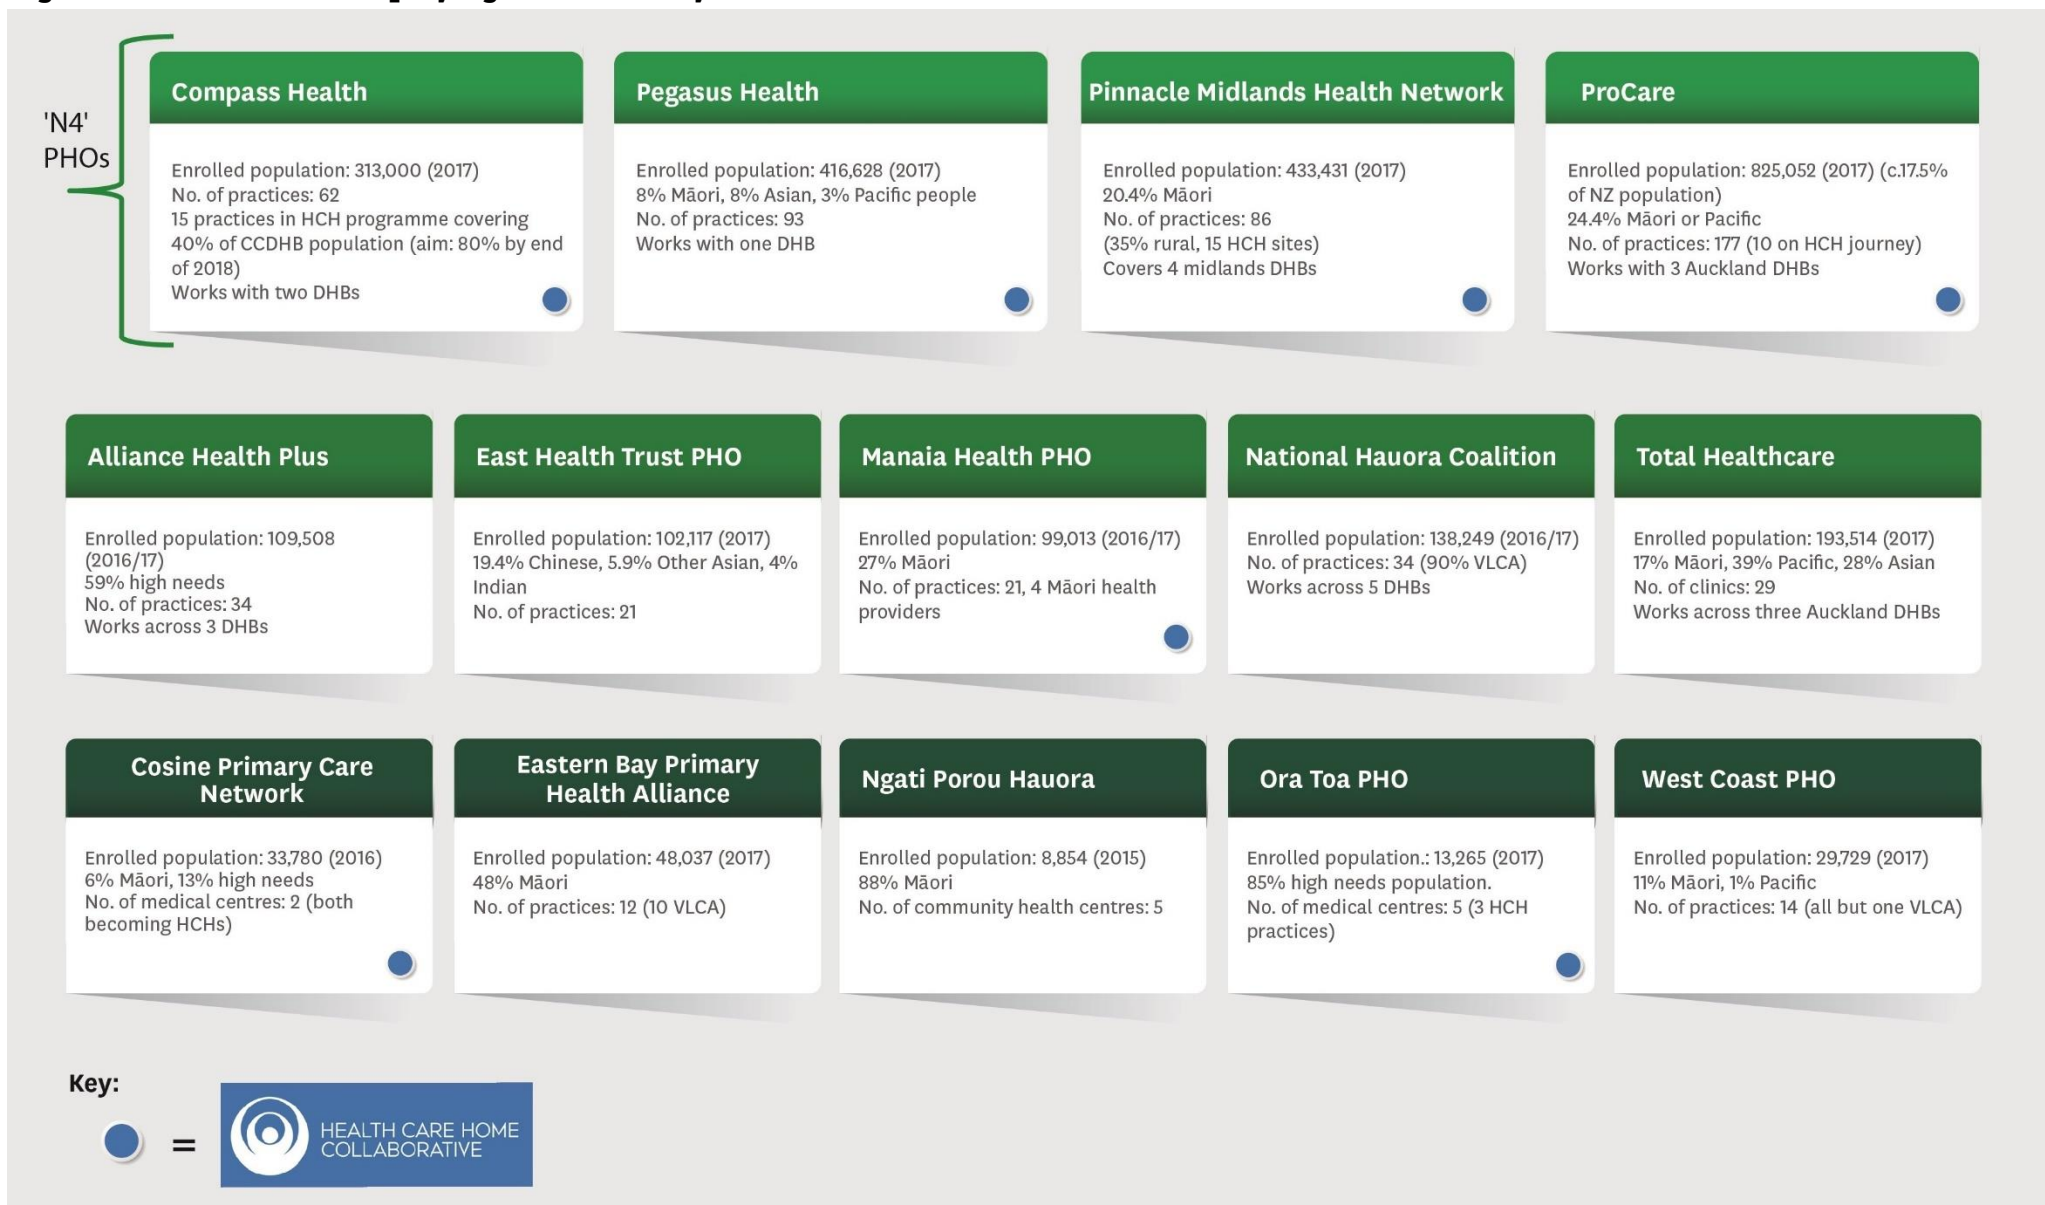 'N4'
PHOs
Compass Health
Enrolled population: 313,000 (2017)
No. of practices: 62
15 practices in HCH programme covering
40% of CCDHB population (aim: 80% by end
of 2018)
Works with two DHBs
Pegasus Health
Enrolled population: 416,628 (2017)
8% Māori, 8% Asian, 3% Pacific people
No. of practices: 93
Works with one DHB
Pinnacle Midlands Health Network
Enrolled population: 433,431 (2017)
20.4% Māori
No. of practices: 86
(35% rural, 15 HCH sites)
Covers 4 midlands DHBs
ProCare
Enrolled population: 825,052 (2017) (c.17.5%
of NZ population)
24.4% Māori or Pacific
No. of practices: 177 (10 on HCH journey)
Works with 3 Auckland DHBs
Alliance Health Plus
Enrolled population: 109,508
(2016/17)
59% high needs
No. of practices: 34
Works across 3 DHBs
East Health Trust PHO
Enrolled population: 102,117 (2017)
19.4% Chinese, 5.9% Other Asian, 4%
Indian
No. of practices: 21
Manaia Health PHO
Enrolled population: 99,013 (2016/17)
27% Māori
No. of practices: 21, 4 Māori health
providers
National Hauora Coalition
Enrolled population: 138,249 (2016/17)
No. of practices: 34 (90% VLCA)
Works across 5 DHBs
Total Healthcare
Enrolled population: 193,514 (2017)
17% Māori, 39% Pacific, 28% Asian
No. of clinics: 29
Works across three Auckland DHBs
Cosine Primary Care
Network
Enrolled population: 33,780 (2016)
6% Māori, 13% high needs
No. of medical centres: 2 (both
becoming HCHs)
Eastern Bay Primary
Health Alliance
Enrolled population: 48,037 (2017)
48% Māori
No. of practices: 12 (10 VLCA)
Ngati Porou Hauora
Enrolled population: 8,854 (2015)
88% Māori
No. of community health centres: 5
Ora Toa PHO
Enrolled population.: 13,265 (2017)
85% high needs population.
No. of medical centres: 5 (3 HCH
practices)
West Coast PHO
Enrolled population: 29,729 (2017)
11% Māori, 1% Pacific
No. of practices: 14 (all but one VLCA)
Key:
=
HEALTH CARE HOME
COLLABORATIVE